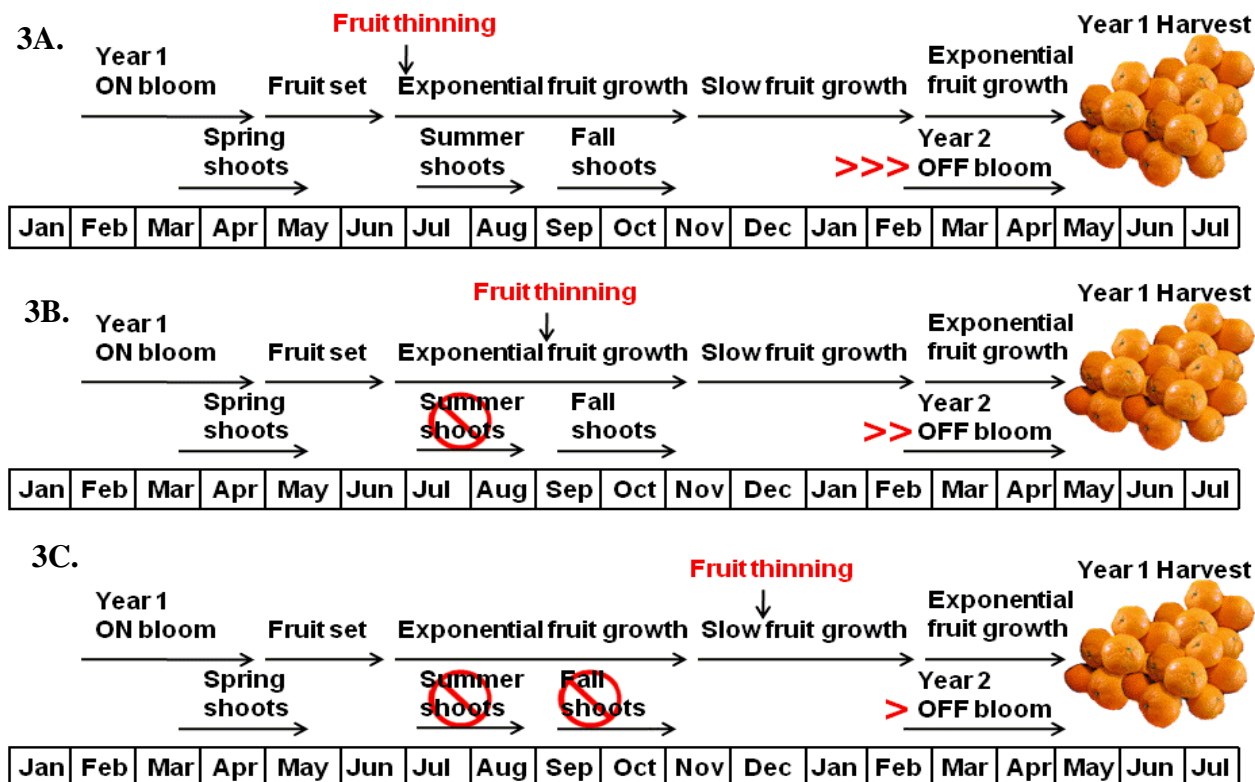 3A.
Fruit thinning
Year 1 Harvest
Year 1
ON bloom
Fruit set
Exponential fruit growth
Slow fruit growth
Exponential
fruit growth
Spring
shoots
Summer
shoots
Fall
shoots
>>>
Year 2
OFF bloom
Jan Feb Mar Apr May Jun Jul Aug Sep Oct Nov Dec Jan Feb Mar Apr May Jun Jul
3B.
Fruit thinning
Year 1 Harvest
Year 1
ON bloom
Fruit set
Exponential fruit growth
Slow fruit growth
Exponential
fruit growth
Spring
shoots
Summer
shoots
Fall
shoots
>>
Year 2
OFF bloom
Jan Feb Mar Apr May Jun Jul Aug Sep Oct Nov Dec Jan Feb Mar Apr May Jun Jul
3C.
Fruit thinning
Year 1 Harvest
Year 1
ON bloom
Fruit set
Exponential fruit growth
Slow fruit growth
Exponential
fruit growth
Spring
shoots
Summer
shoots
Fall
shoots
>
Year 2
OFF bloom
Jan Feb Mar Apr May Jun Jul Aug Sep Oct Nov Dec Jan Feb Mar Apr May Jun Jul